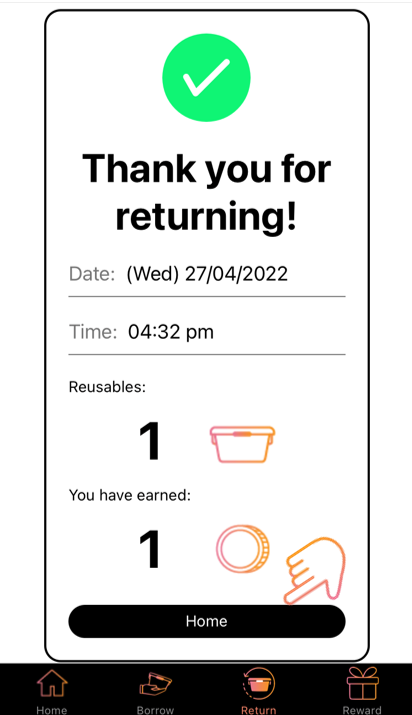 Thank you for
returning!
Date: (Wed) 27/04/2022
Time: 04:32 pm
Reusables:
1
You have earned:
1
Home
Home Borrow Return Reward